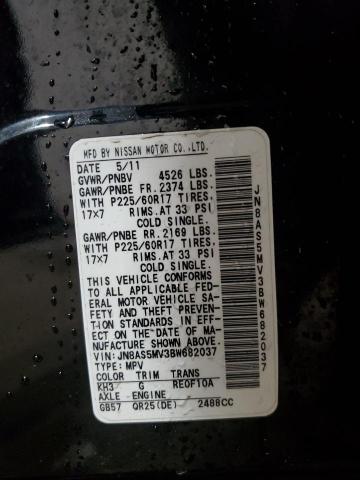 MFD BY NISSAN MOTOR CO.,LTD.
DATE 5/11
GVWR/PNBV 4526 LBS.
GAWR/PNBE FR. 2374 LBS.
WITH P225/60R17 TIRES,
17×7 RIMS, AT 33 PSI
COLD SINGLE.
GAWR/PNBE RR. 2169 LBS.
WITH P225/60R17 TIRES,
17×7 RIMS, AT 33 PSI
COLD SINGLE.
THIS VEHICLE CONFORMS
TO ALL APPLICABLE FED-
ERAL MOTOR VEHICLE SA-
FETY AND THEFT PREVEN-
TION STANDARDS IN EFF-
ECT ON THE DATE OF MA-
NUFACTURE SHOWN ABOVE.
VIN:JN8AS5MV3BW682037
TYPE: MPV
COLOR TRIM TRANS
KH3 G RE0F10A
AXLE ENGINE
GB57 QR25(DE) 2488CC
JN8AS5MV3BW682037